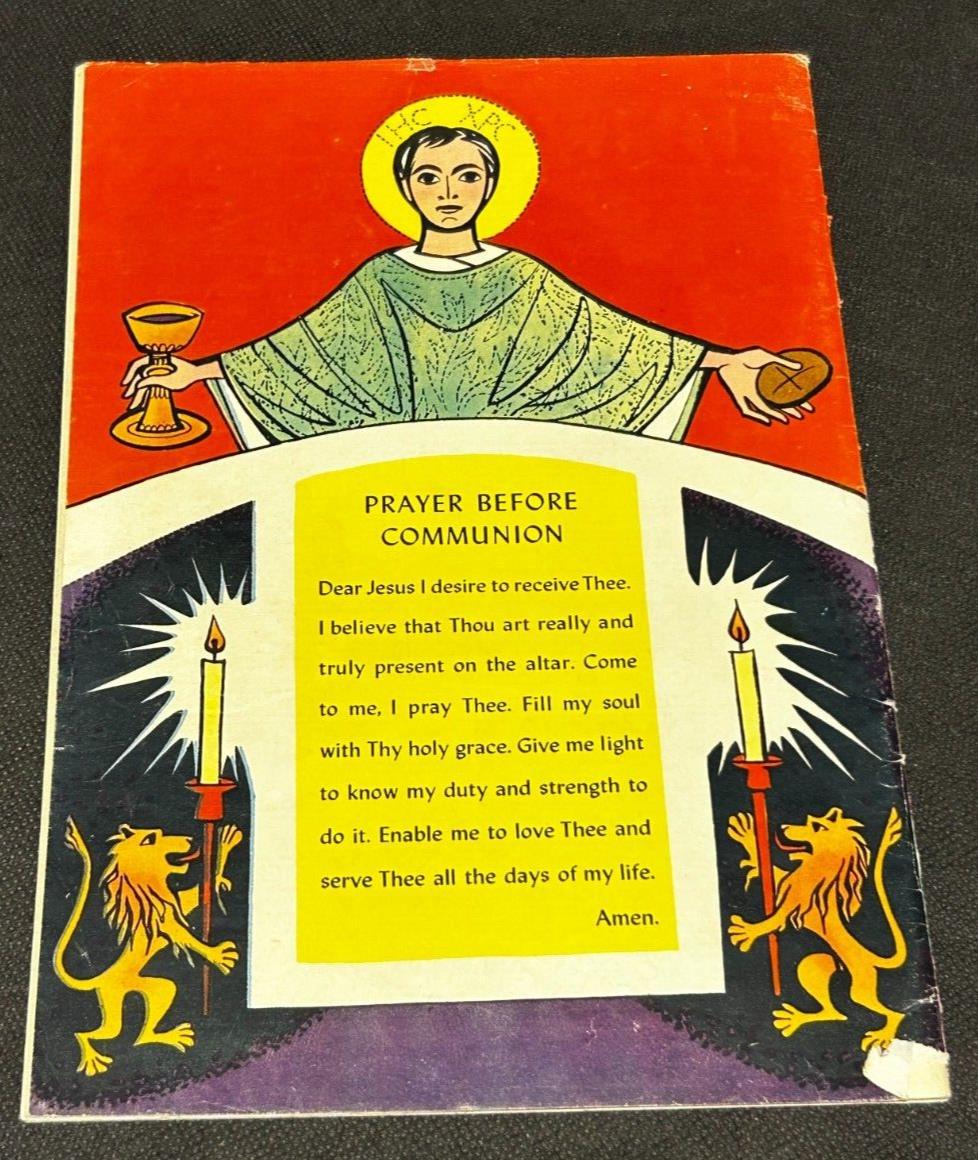 IHC XPC
PRAYER BEFORE
COMMUNION
Dear Jesus I desire to receive Thee.
I believe that Thou art really and
truly present on the altar. Come
to me, I pray Thee. Fill my soul
with Thy holy grace. Give me light
to know my duty and strength to
do it. Enable me to love Thee and
serve Thee all the days of my life.
Amen.